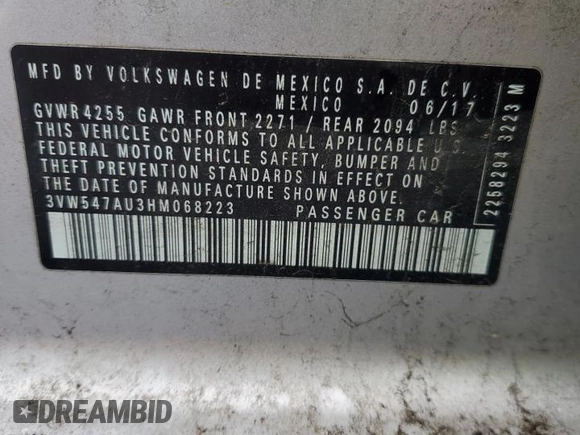 MFD BY VOLKSWAGEN DE MEXICO S.A. DE C.V.
MEXICO 06/17
GVWR 4255 GAWR FRONT 2271 / REAR 2094 LPS
THIS VEHICLE CONFORMS TO ALL APPLICABLE U.S.
FEDERAL MOTOR VEHICLE SAFETY, BUMPER AND
THEFT PREVENTION STANDARDS IN EFFECT ON
THE DATE OF MANUFACTURE SHOWN ABOVE.
3VW547AU3HM068223 PASSENGER CAR
2268294 3223 M
DREAMBID